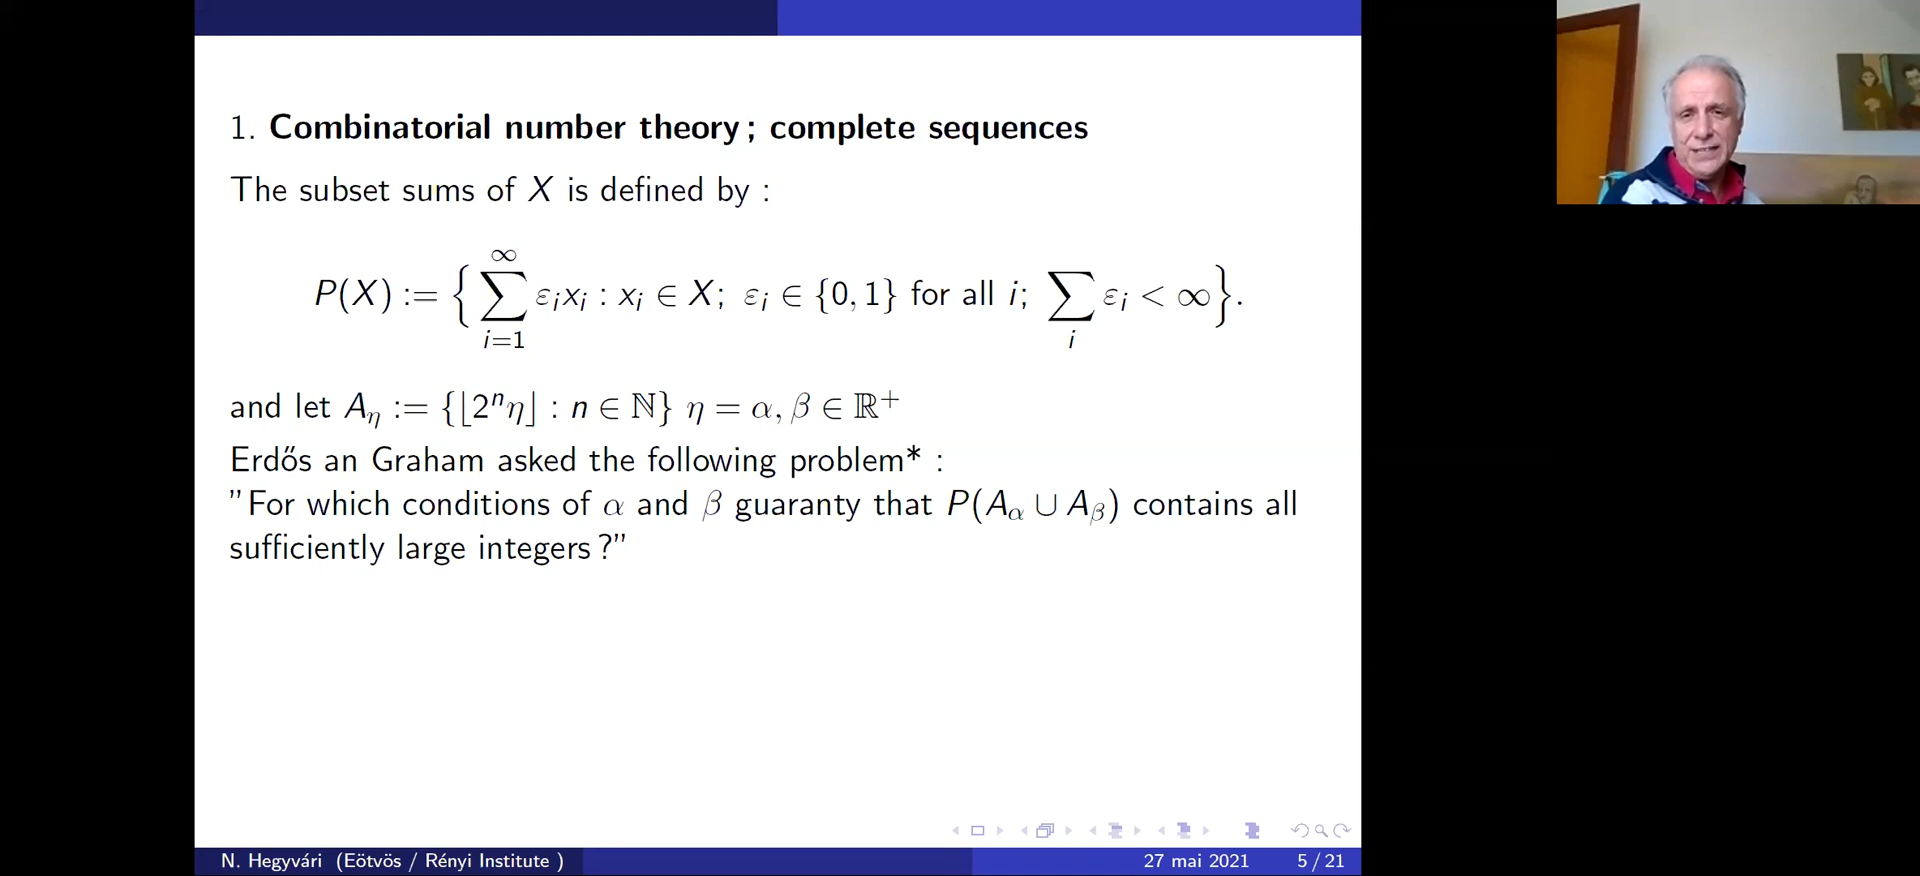 1. Combinatorial number theory ; complete sequences
The subset sums of X is defined by :
P(X) := { ∑_{i=1}^{∞} ε_i x_i : x_i ∈ X; ε_i ∈ {0, 1} for all i; ∑_i ε_i < ∞ }.
and let A_η := {⌊2^n η⌋ : n ∈ ℕ} η = α, β ∈ ℝ^+
Erdős an Graham asked the following problem* :
"For which conditions of α and β guaranty that P(A_α ∪ A_β) contains all
sufficiently large integers ?"
N. Hegyvári (Eötvös / Rényi Institute ) 27 mai 2021 5 / 21